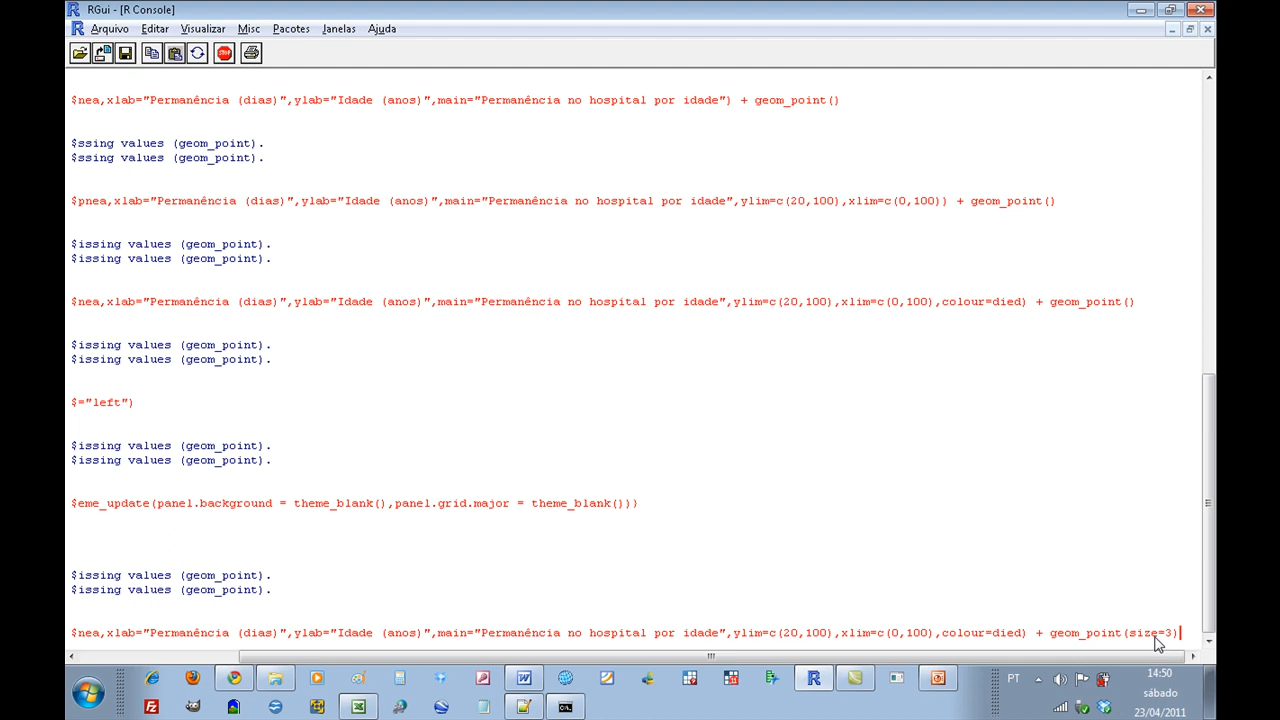 RGui - [R Console]
Arquivo Editar Visualizar Misc Pacotes Janelas Ajuda
STOP
$nea,xlab="Permanência (dias)",ylab="Idade (anos)",main="Permanência no hospital por idade") + geom_point()
$ssing values (geom_point).
$ssing values (geom_point).
$pnea,xlab="Permanência (dias)",ylab="Idade (anos)",main="Permanência no hospital por idade",ylim=c(20,100),xlim=c(0,100)) + geom_point()
$issing values (geom_point).
$issing values (geom_point).
$nea,xlab="Permanência (dias)",ylab="Idade (anos)",main="Permanência no hospital por idade",ylim=c(20,100),xlim=c(0,100),colour=died) + geom_point()
$issing values (geom_point).
$issing values (geom_point).
$="left")
$issing values (geom_point).
$issing values (geom_point).
$eme_update(panel.background = theme_blank(),panel.grid.major = theme_blank()))
$issing values (geom_point).
$issing values (geom_point).
$nea,xlab="Permanência (dias)",ylab="Idade (anos)",main="Permanência no hospital por idade",ylim=c(20,100),xlim=c(0,100),colour=died) + geom_point(size=3)
PT
14:50
sábado
23/04/2011